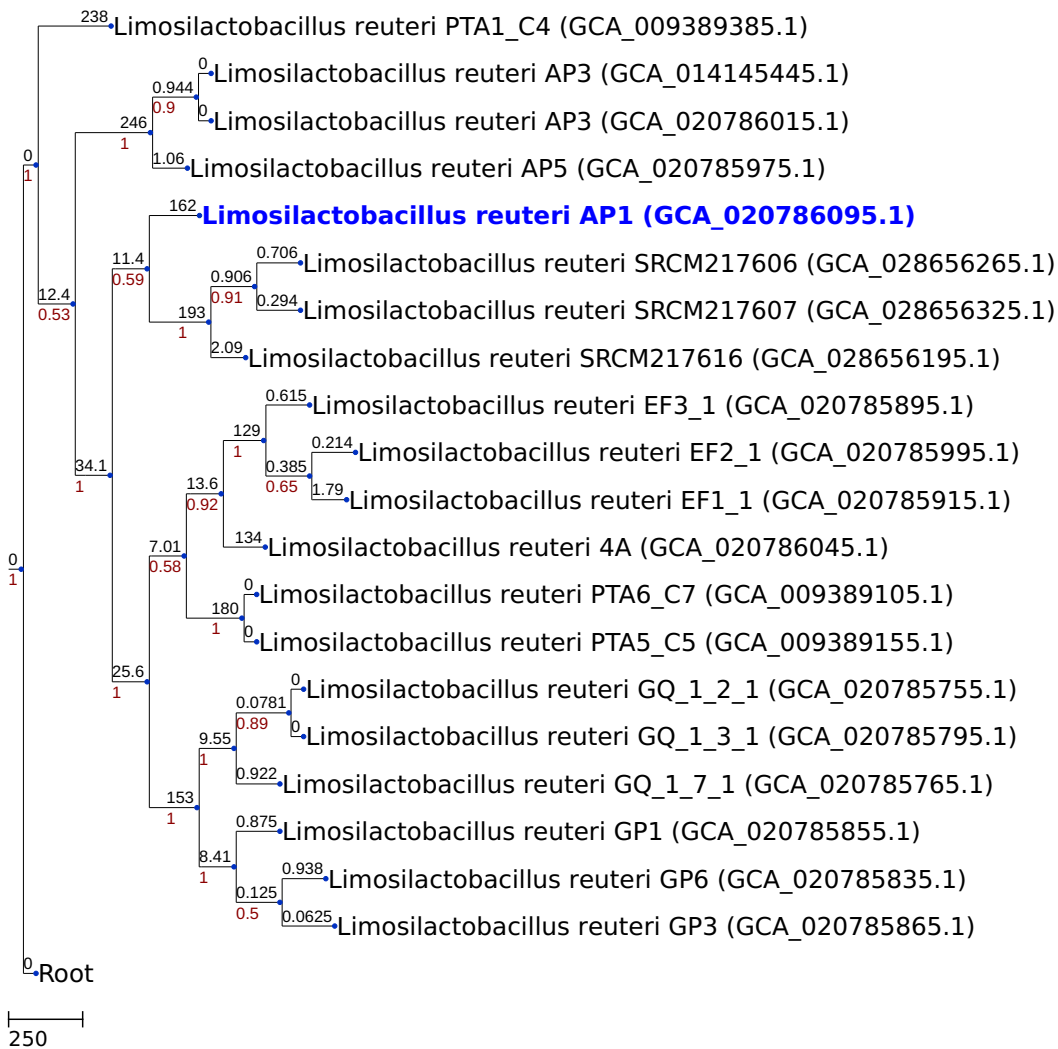 238
Limosilactobacillus reuteri PTA1_C4 (GCA_009389385.1)
0
Limosilactobacillus reuteri AP3 (GCA_014145445.1)
0.944
0.9
0
Limosilactobacillus reuteri AP3 (GCA_020786015.1)
246
1
1.06
Limosilactobacillus reuteri AP5 (GCA_020785975.1)
0
1
162
Limosilactobacillus reuteri AP1 (GCA_020786095.1)
11.4
0.59
0.706
Limosilactobacillus reuteri SRCM217606 (GCA_028656265.1)
0.906
0.91
12.4
0.53
0.294
Limosilactobacillus reuteri SRCM217607 (GCA_028656325.1)
193
1
2.09
Limosilactobacillus reuteri SRCM217616 (GCA_028656195.1)
0.615
Limosilactobacillus reuteri EF3_1 (GCA_020785895.1)
129
1
0.214
Limosilactobacillus reuteri EF2_1 (GCA_020785995.1)
34.1
1
0.385
0.65
13.6
0.92
1.79
Limosilactobacillus reuteri EF1_1 (GCA_020785915.1)
7.01
0.58
134
Limosilactobacillus reuteri 4A (GCA_020786045.1)
0
1
0
Limosilactobacillus reuteri PTA6_C7 (GCA_009389105.1)
180
1
0
Limosilactobacillus reuteri PTA5_C5 (GCA_009389155.1)
25.6
1
0
Limosilactobacillus reuteri GQ_1_2_1 (GCA_020785755.1)
0.0781
0.89
0
Limosilactobacillus reuteri GQ_1_3_1 (GCA_020785795.1)
9.55
1
0.922
Limosilactobacillus reuteri GQ_1_7_1 (GCA_020785765.1)
153
1
0.875
Limosilactobacillus reuteri GP1 (GCA_020785855.1)
8.41
1
0.938
Limosilactobacillus reuteri GP6 (GCA_020785835.1)
0.125
0.5
0.0625
Limosilactobacillus reuteri GP3 (GCA_020785865.1)
0
Root
250